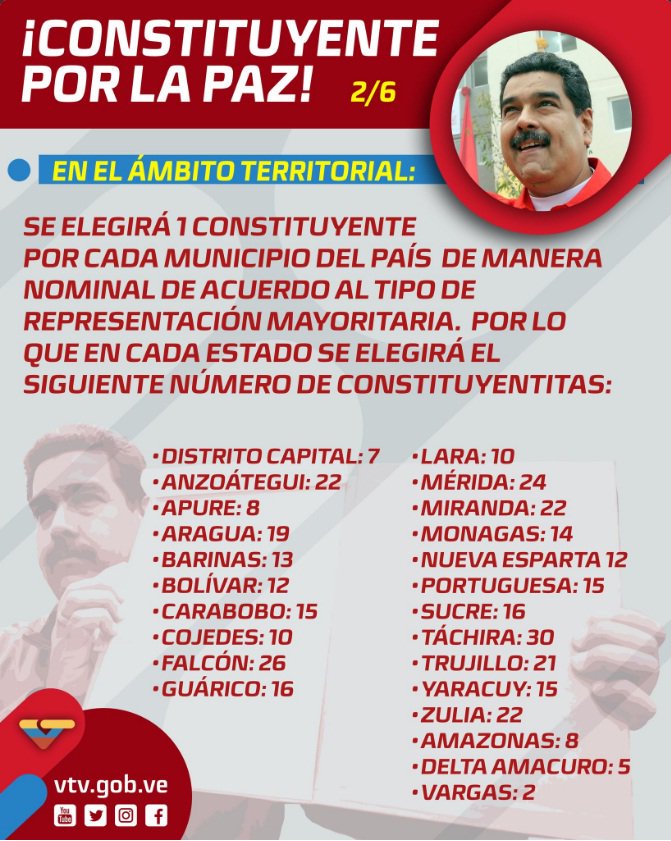 ¡CONSTITUYENTE
POR LA PAZ! 2/6
EN EL ÁMBITO TERRITORIAL:
SE ELEGIRÁ 1 CONSTITUYENTE
POR CADA MUNICIPIO DEL PAÍS DE MANERA
NOMINAL DE ACUERDO AL TIPO DE
REPRESENTACIÓN MAYORITARIA. POR LO
QUE EN CADA ESTADO SE ELEGIRÁ EL
SIGUIENTE NÚMERO DE CONSTITUYENTITAS:
• DISTRITO CAPITAL: 7
• ANZOÁTEGUI: 22
• APURE: 8
• ARAGUA: 19
• BARINAS: 13
• BOLÍVAR: 12
• CARABOBO: 15
• COJEDES: 10
• FALCÓN: 26
• GUÁRICO: 16
• LARA: 10
• MÉRIDA: 24
• MIRANDA: 22
• MONAGAS: 14
• NUEVA ESPARTA 12
• PORTUGUESA: 15
• SUCRE: 16
• TÁCHIRA: 30
• TRUJILLO: 21
• YARACUY: 15
• ZULIA: 22
• AMAZONAS: 8
• DELTA AMACURO: 5
• VARGAS: 2
vtv.gob.ve
You
Tube